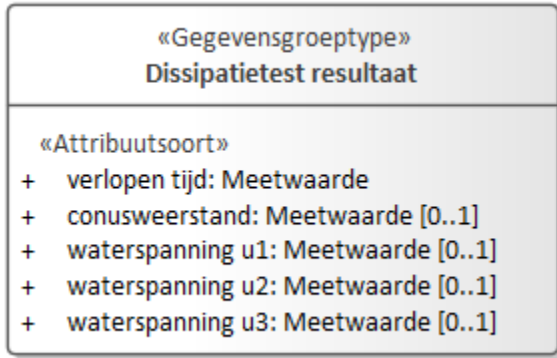 «Gegevensgroeptype»
Dissipatietest resultaat
«Attribuutsoort»
+ verlopen tijd: Meetwaarde
+ conusweerstand: Meetwaarde [0..1]
+ waterspanning u1: Meetwaarde [0..1]
+ waterspanning u2: Meetwaarde [0..1]
+ waterspanning u3: Meetwaarde [0..1]